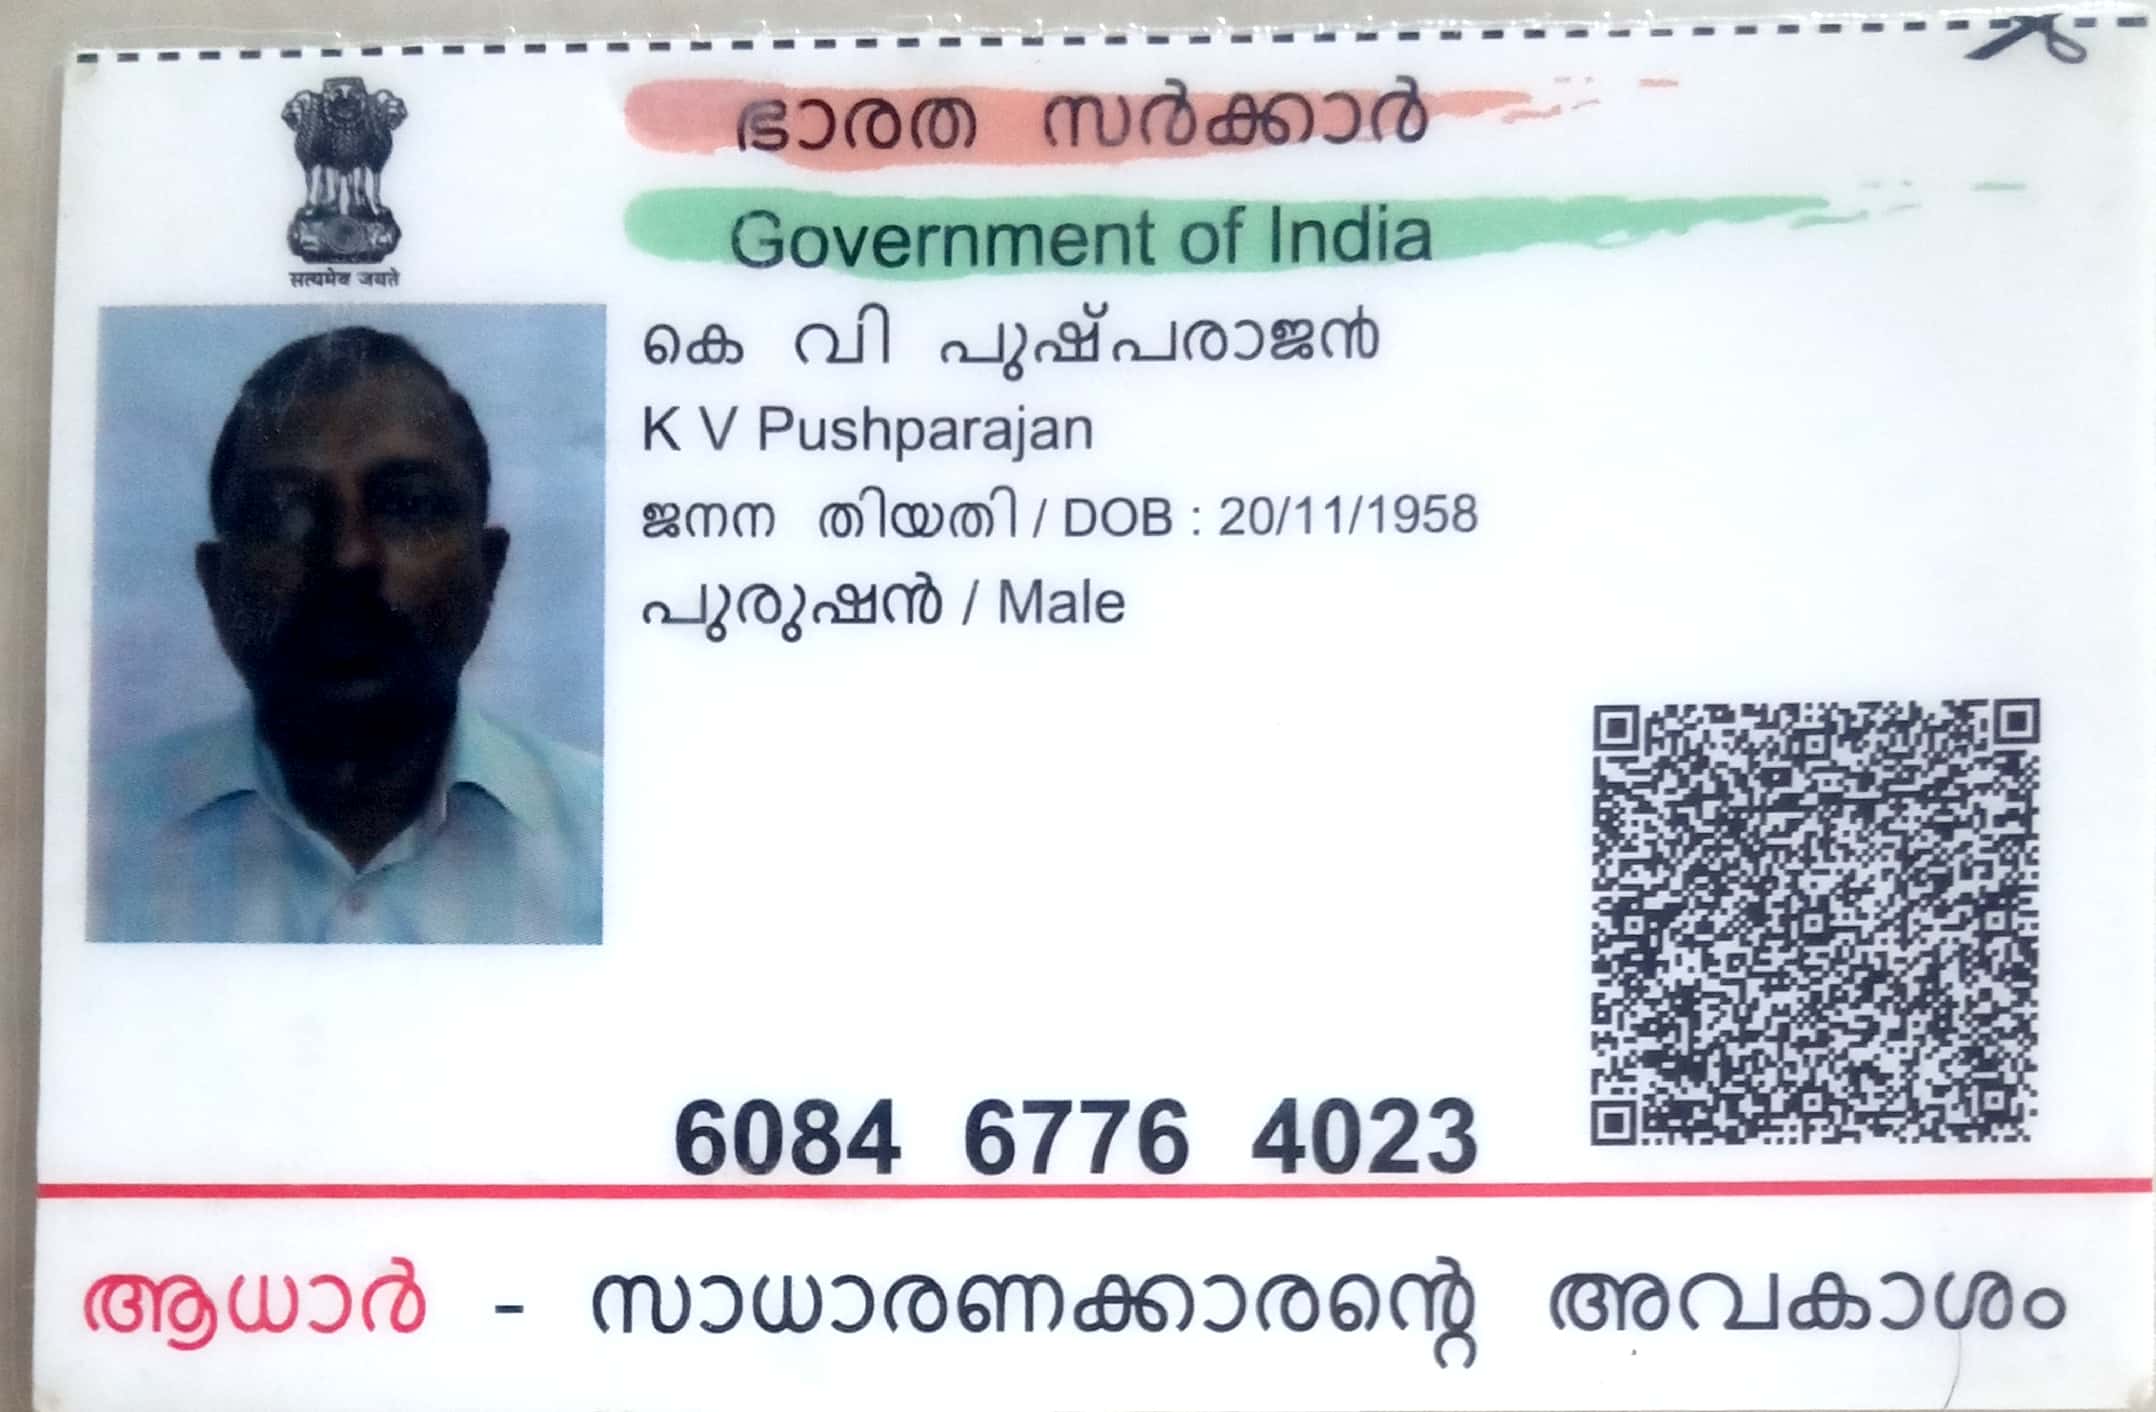 सत्यमेव जयते
ഭാരത സർക്കാർ
Government of India
കെ വി പുഷ്പരാജൻ
K V Pushparajan
ജനന തിയതി / DOB : 20/11/1958
പുരുഷൻ / Male
6084 6776 4023
ആധാർ - സാധാരണക്കാരന്റെ അവകാശം